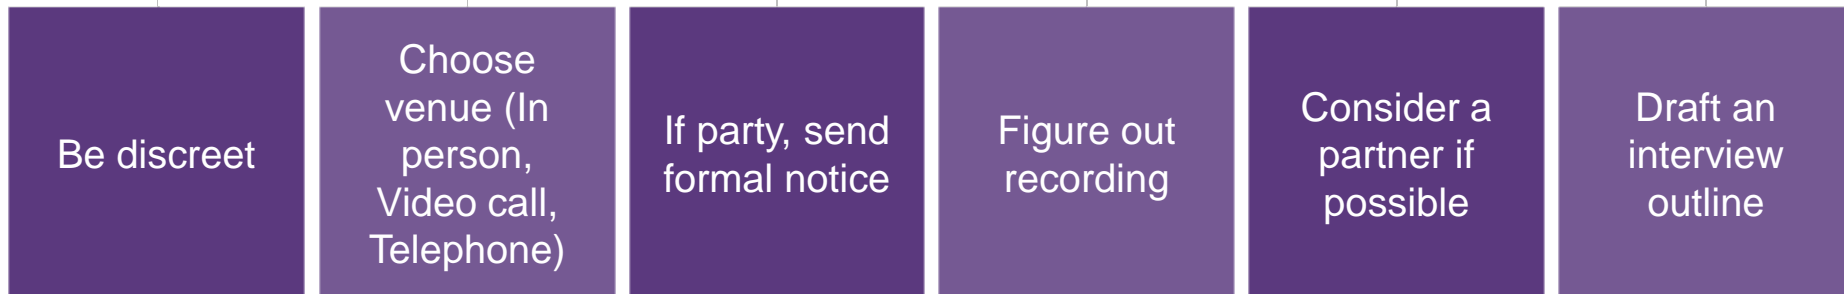 Be discreet
Choose
venue (In
person,
Video call,
Telephone)
If party, send
formal notice
Figure out
recording
Consider a
partner if
possible
Draft an
interview
outline